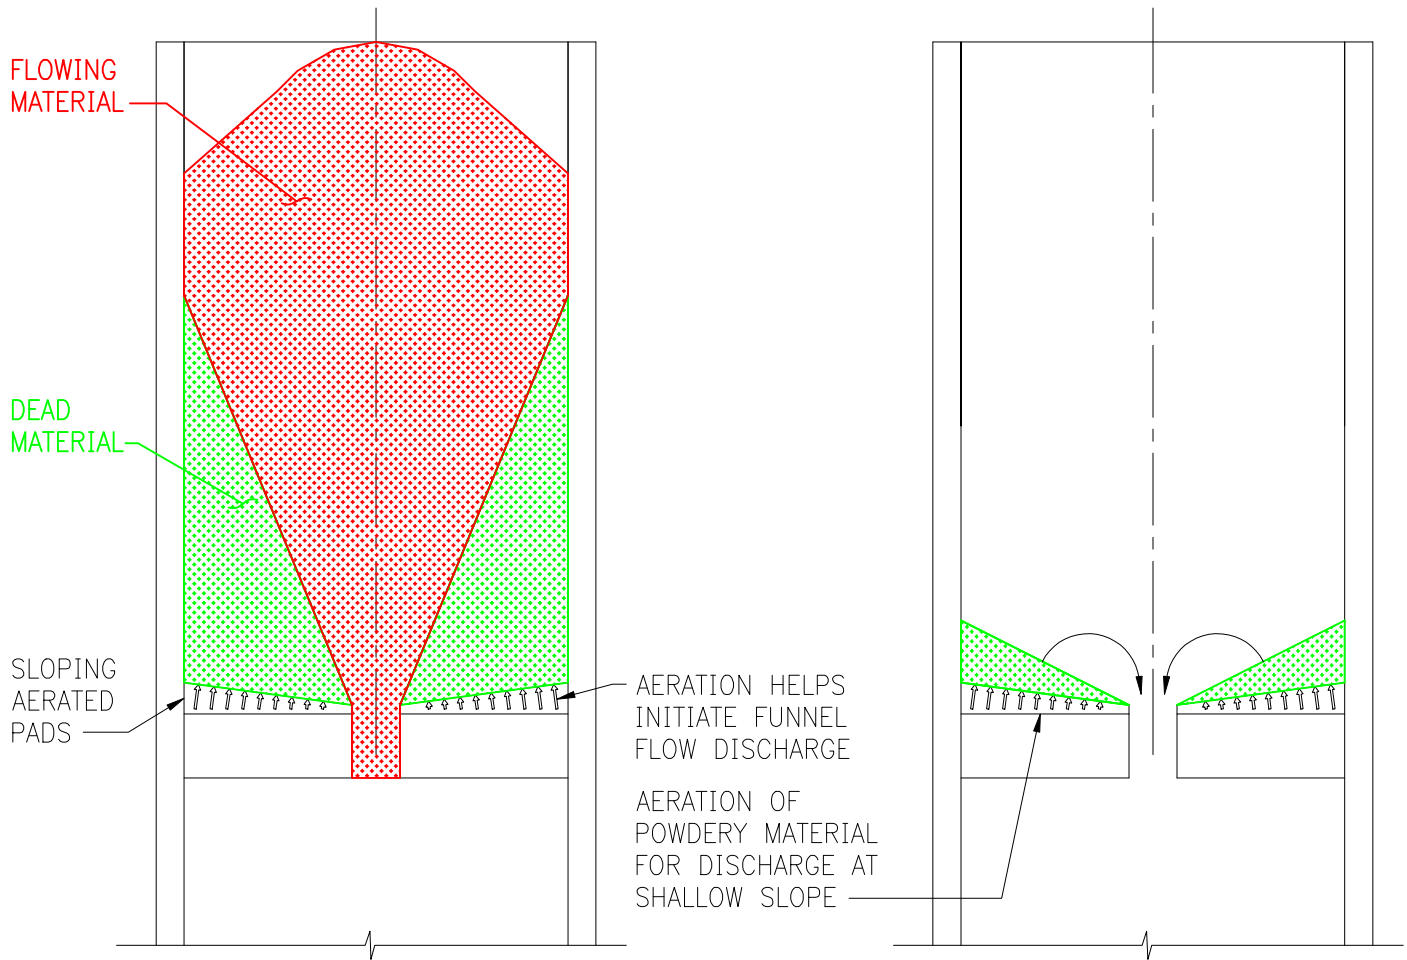 FLOWING
MATERIAL
DEAD
MATERIAL
SLOPING
AERATED
PADS
AERATION HELPS
INITIATE FUNNEL
FLOW DISCHARGE
AERATION OF
POWDERY MATERIAL
FOR DISCHARGE AT
SHALLOW SLOPE